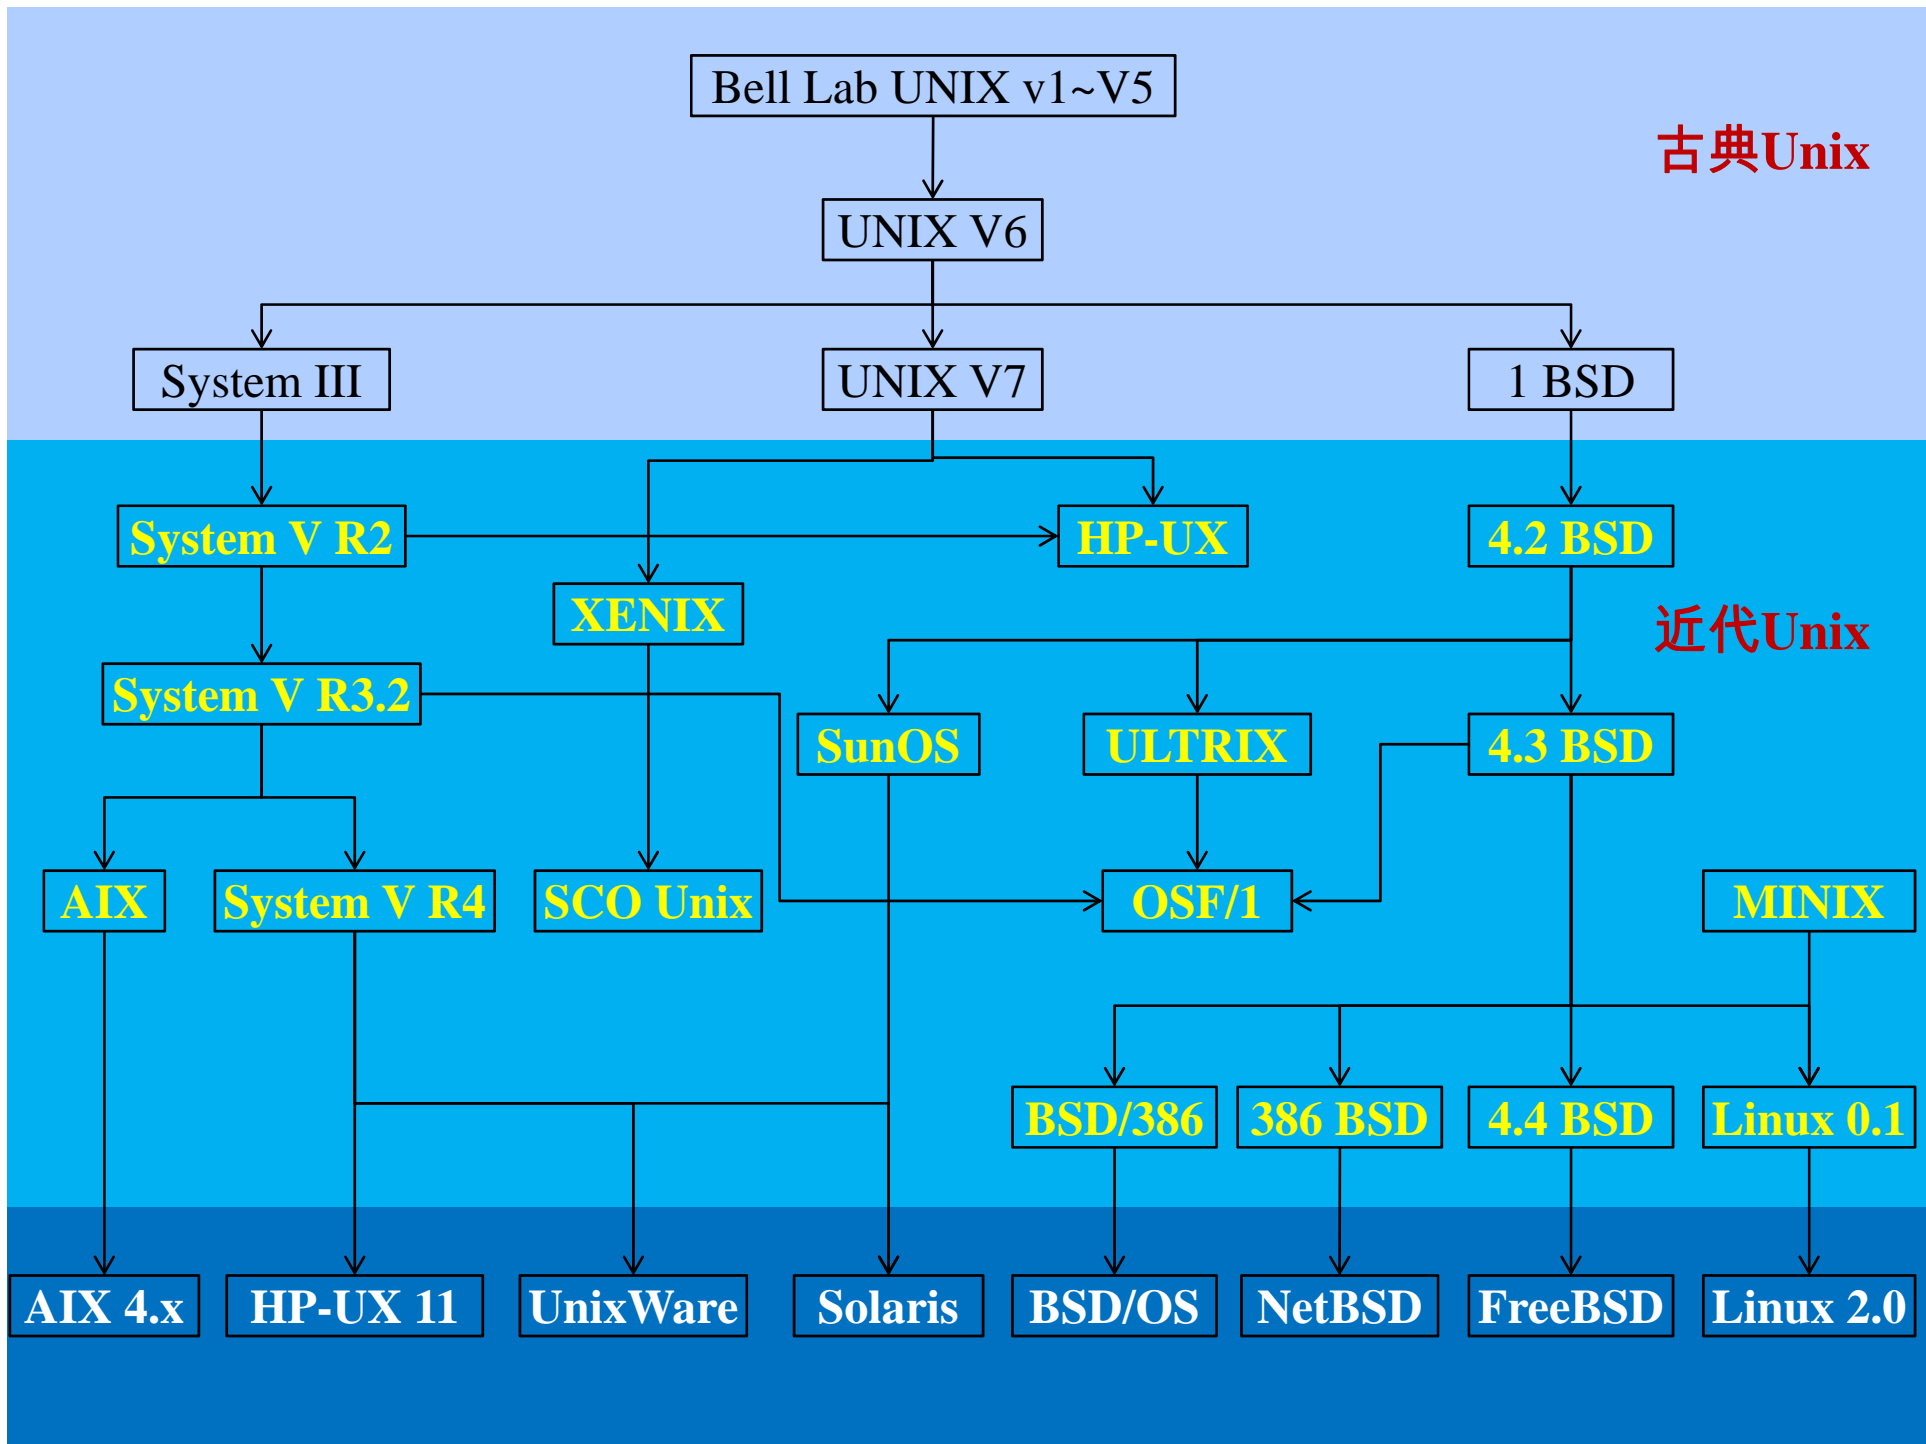 Bell Lab UNIX v1~V5
古典Unix
UNIX V6
System III
UNIX V7
1 BSD
System V R2
HP-UX
4.2 BSD
XENIX
近代Unix
System V R3.2
SunOS
ULTRIX
4.3 BSD
AIX
System V R4
SCO Unix
OSF/1
MINIX
BSD/386
386 BSD
4.4 BSD
Linux 0.1
AIX 4.x
HP-UX 11
UnixWare
Solaris
BSD/OS
NetBSD
FreeBSD
Linux 2.0